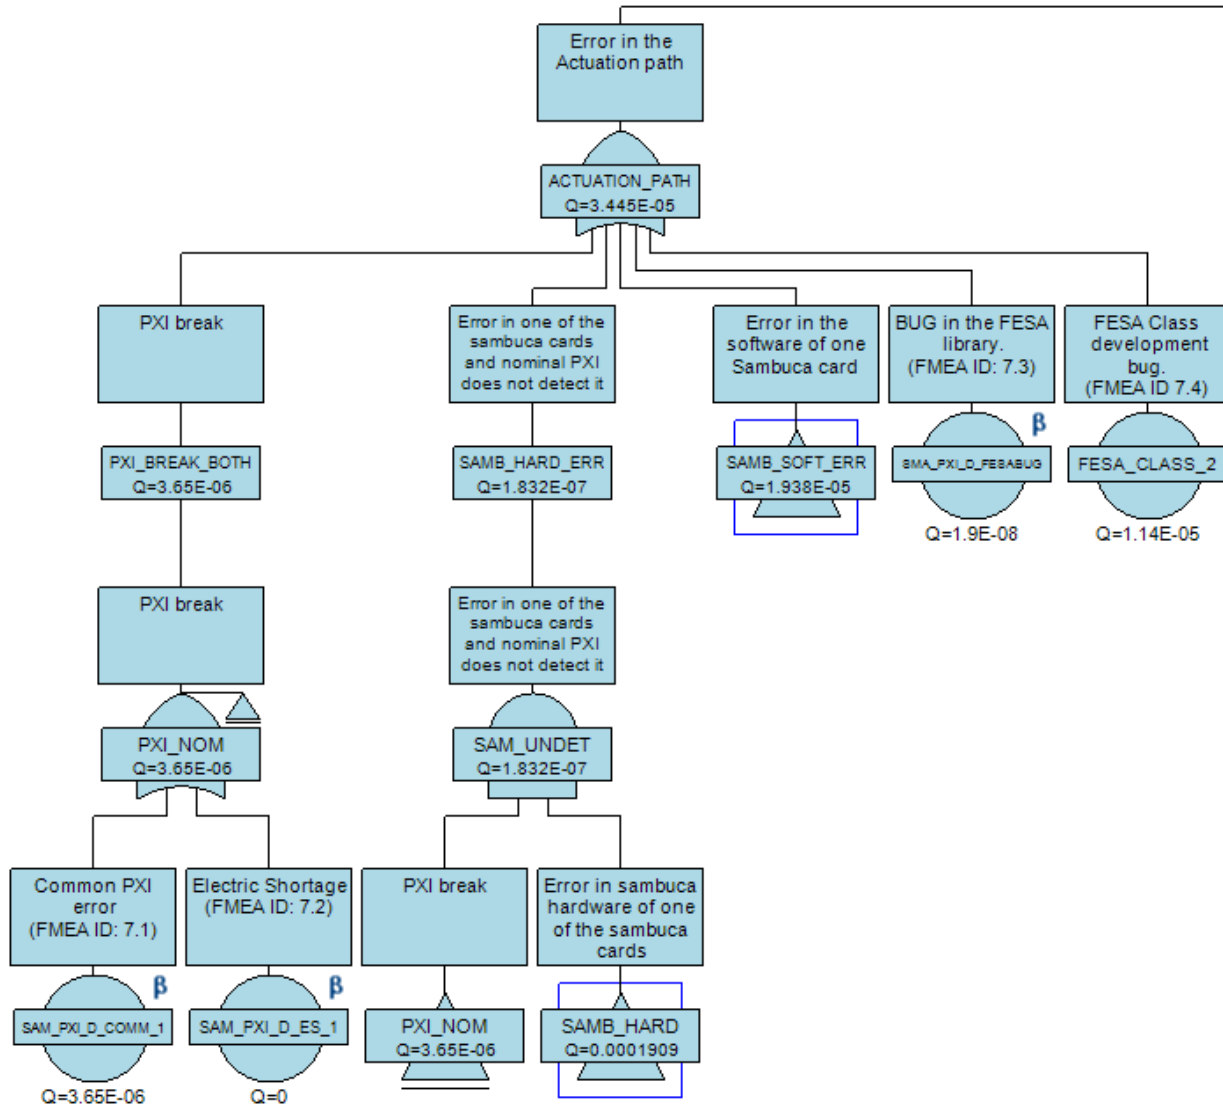 Error in the
Actuation path
ACTUATION_PATH
Q=3.445E-05
PXI break
Error in one of the
sambuca cards
and nominal PXI
does not detect it
Error in the
software of one
Sambuca card
BUG in the FESA
library.
(FMEA ID: 7.3)
FESA Class
development
bug.
(FMEA ID 7.4)
β
PXI_BREAK_BOTH
Q=3.65E-06
SAMB_HARD_ERR
Q=1.832E-07
SAMB_SOFT_ERR
Q=1.938E-05
SMA_PXI_D_FESABUG
Q=1.9E-08
FESA_CLASS_2
Q=1.14E-05
PXI break
Error in one of the
sambuca cards
and nominal PXI
does not detect it
PXI_NOM
Q=3.65E-06
SAM_UNDET
Q=1.832E-07
Common PXI
error
(FMEA ID: 7.1)
Electric Shortage
(FMEA ID: 7.2)
PXI break
Error in sambuca
hardware of one
of the sambuca
cards
β
β
SAM_PXI_D_COMM_1
Q=3.65E-06
SAM_PXI_D_ES_1
Q=0
PXI_NOM
Q=3.65E-06
SAMB_HARD
Q=0.0001909